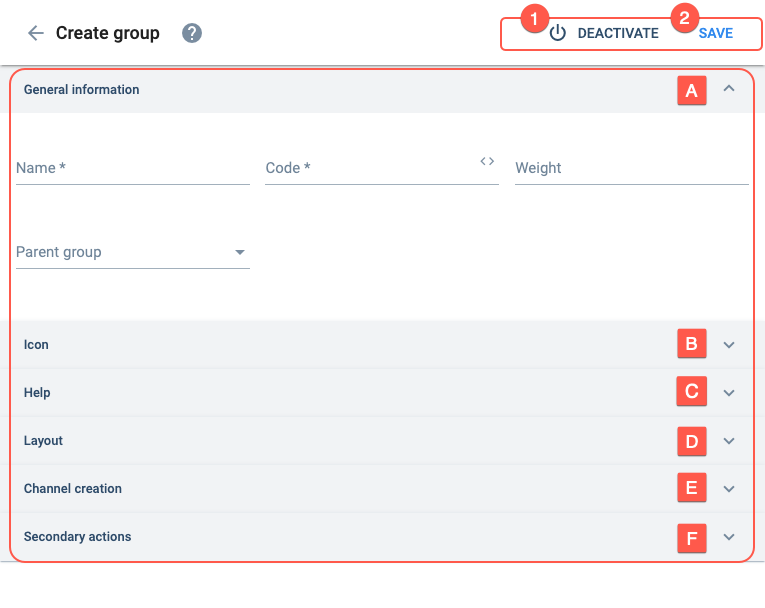 1 2
Create group ? DEACTIVATE SAVE
General information A
Name * Code * <> Weight
Parent group
Icon B
Help C
Layout D
Channel creation E
Secondary actions F